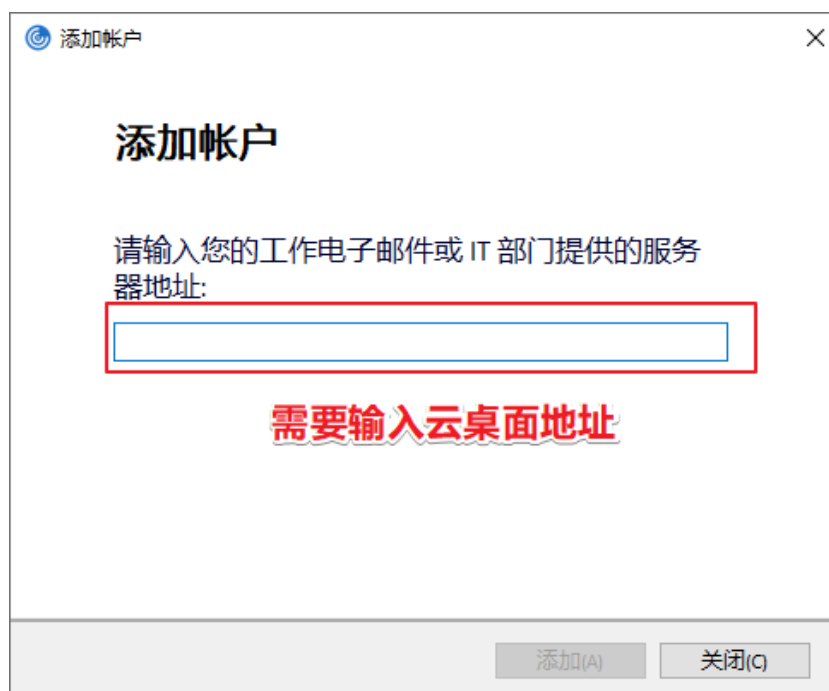 添加帐户
添加帐户
请输入您的工作电子邮件或 IT 部门提供的服务
器地址:
需要输入云桌面地址
添加(A) 关闭(C)